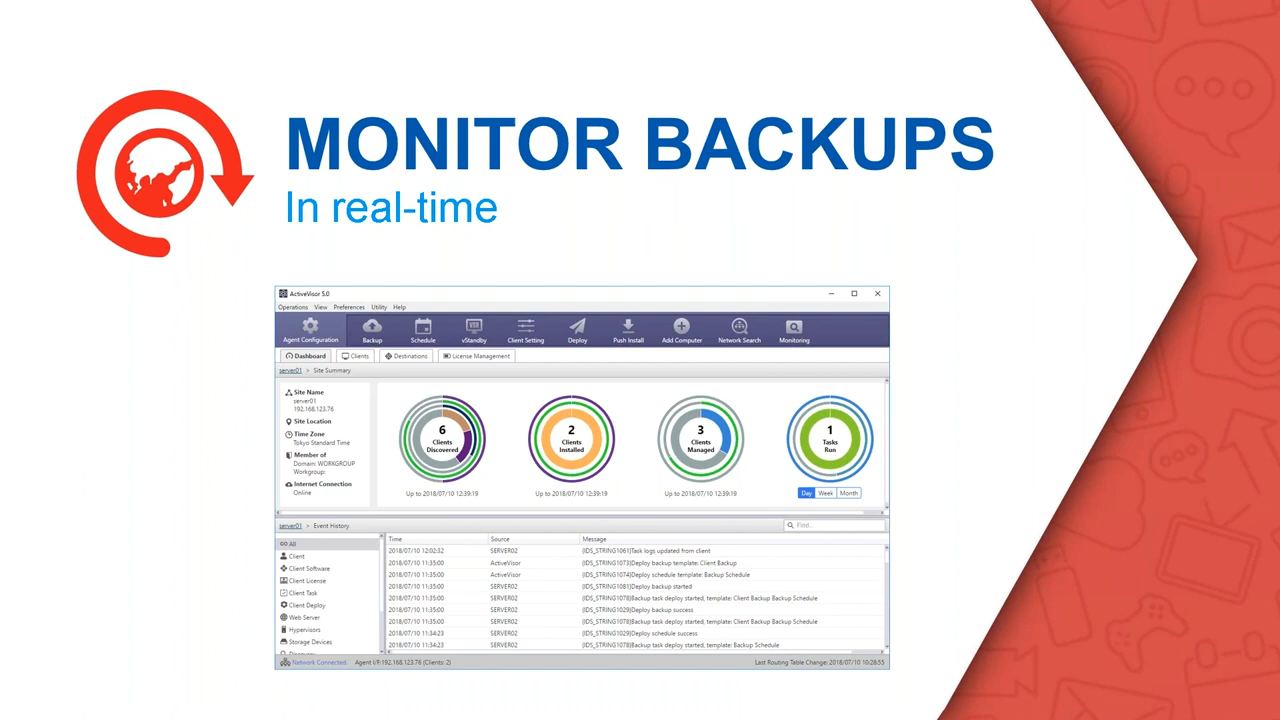 MONITOR BACKUPS
In real-time
ActiveVisor 5.0
Operations View Preferences Utility Help
Agent Configuration Backup Schedule vStandby Client Setting Deploy Push Install Add Computer Network Search Monitoring
Dashboard Clients Destinations License Management
server01 > Site Summary
Site Name
server01
192.168.123.76
Site Location
Time Zone
Tokyo Standard Time
Member of
Domain: WORKGROUP
Workgroup:
Internet Connection
Online
6
Clients
Discovered
Up to 2018/07/10 12:39:19
2
Clients
Installed
Up to 2018/07/10 12:39:19
3
Clients
Managed
Up to 2018/07/10 12:39:19
1
Tasks
Run
Day Week Month
server01 > Event History
Find...
All
Client
Client Software
Client License
Client Task
Client Deploy
Web Server
Hypervisors
Storage Devices
Time Source Message
2018/07/10 12:02:32 SERVER02 (IDS_STRING1061)Task logs updated from client
2018/07/10 11:35:00 ActiveVisor (IDS_STRING1073)Deploy backup template: Client Backup
2018/07/10 11:35:00 ActiveVisor (IDS_STRING1074)Deploy schedule template: Backup Schedule
2018/07/10 11:35:00 SERVER02 (IDS_STRING1081)Deploy backup started
2018/07/10 11:35:00 SERVER02 (IDS_STRING1078)Backup task deploy started, template: Client Backup Backup Schedule
2018/07/10 11:35:00 SERVER02 (IDS_STRING1029)Deploy backup success
2018/07/10 11:35:00 SERVER02 (IDS_STRING1078)Backup task deploy started, template: Client Backup Backup Schedule
2018/07/10 11:34:23 SERVER02 (IDS_STRING1029)Deploy schedule success
2018/07/10 11:34:23 SERVER02 (IDS_STRING1078)Backup task deploy started, template: Backup Schedule
Network Connected. Agent I/F:192.168.123.76 (Clients: 2) Last Routing Table Change: 2018/07/10 10:28:55